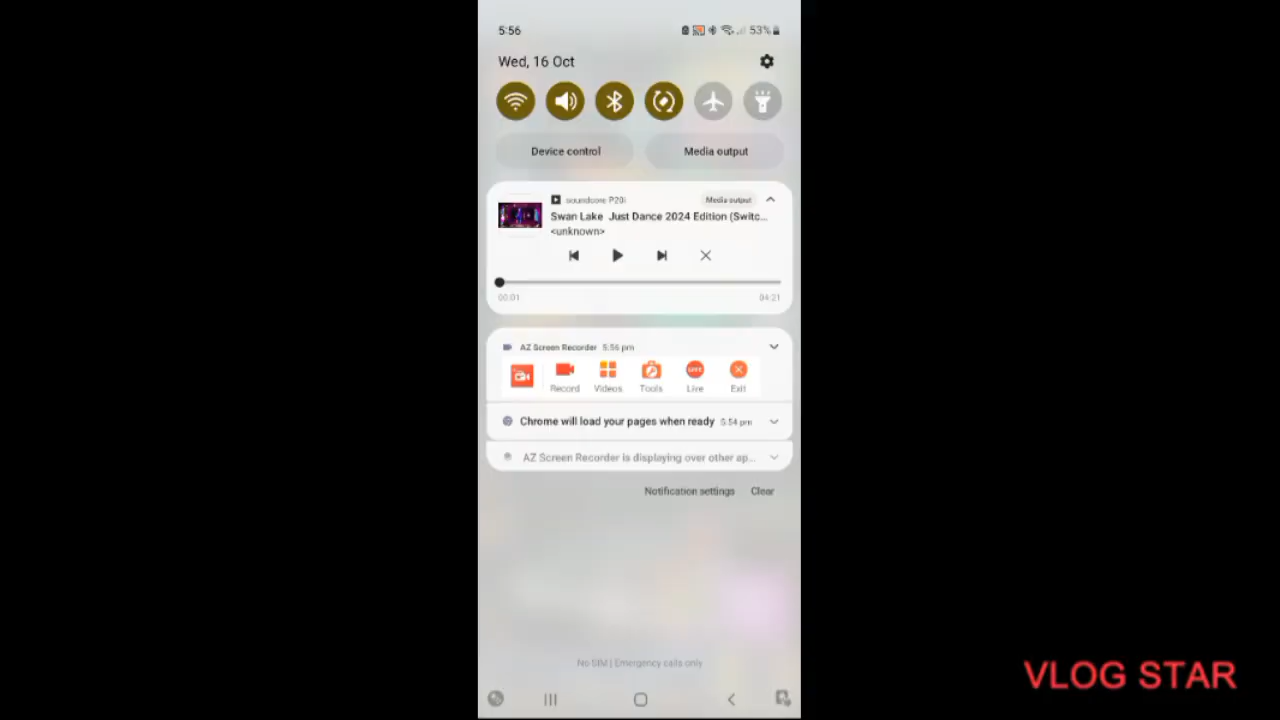 5:56
53%
Wed, 16 Oct
Device control
Media output
soundcore P20i
Media output
Swan Lake Just Dance 2024 Edition (Switc...
<unknown>
00:01
04:21
AZ Screen Recorder 5:56 pm
Record
Videos
Tools
LIVE
Live
Exit
Chrome will load your pages when ready 5:54 pm
AZ Screen Recorder is displaying over other ap...
Notification settings
Clear
No SIM | Emergency calls only
VLOG STAR